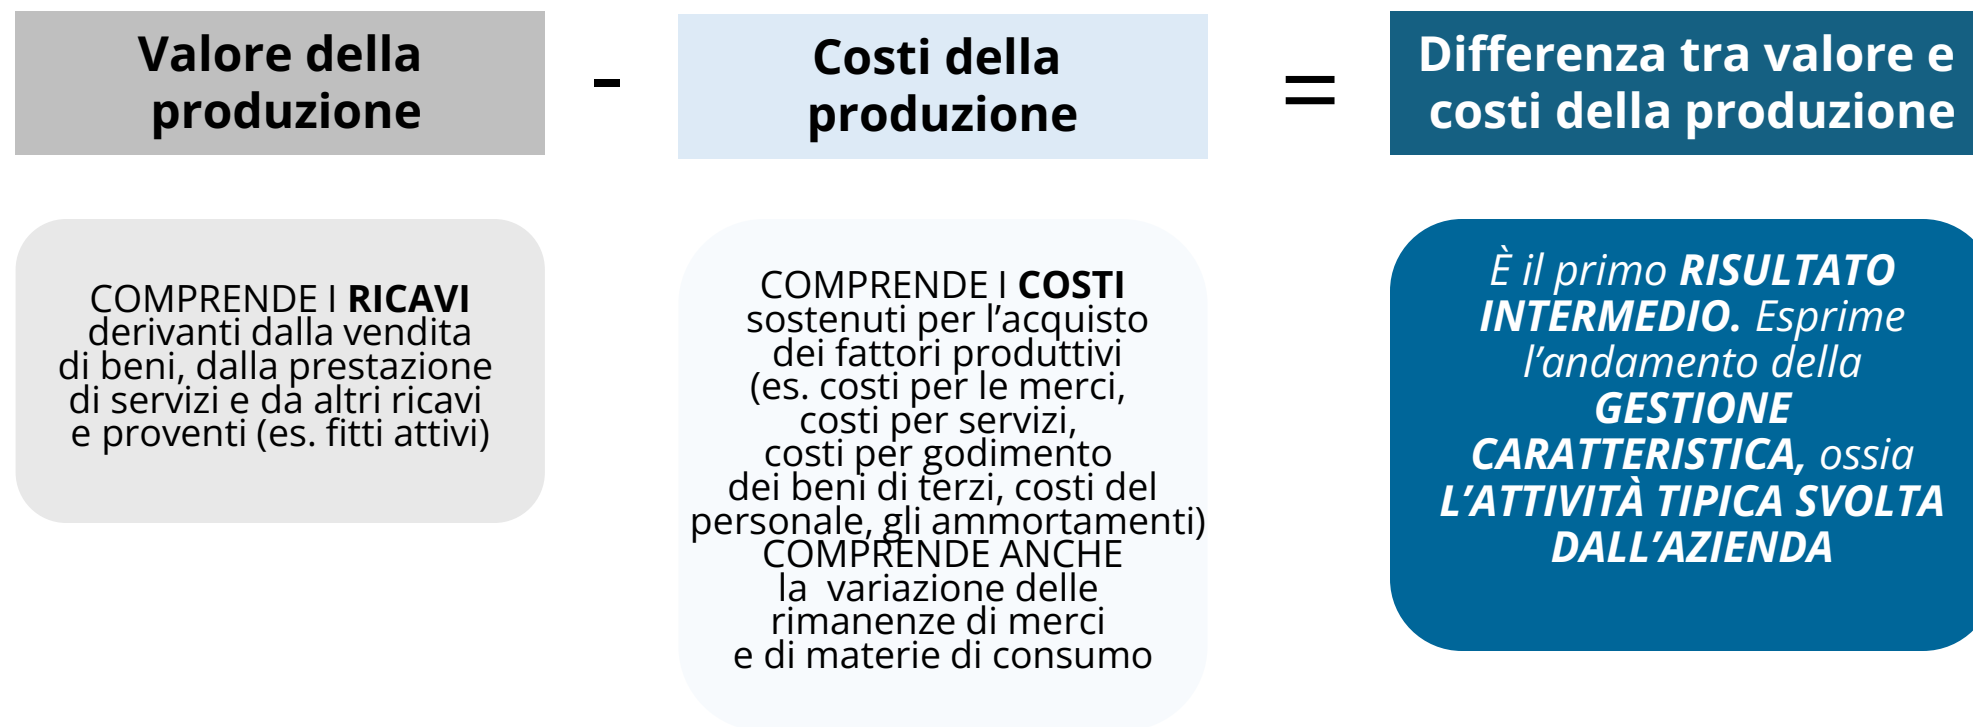 Valore della
produzione
-
Costi della
produzione
=
Differenza tra valore e
costi della produzione
COMPRENDE I RICAVI
derivanti dalla vendita
di beni, dalla prestazione
di servizi e da altri ricavi
e proventi (es. fitti attivi)
COMPRENDE I COSTI
sostenuti per l’acquisto
dei fattori produttivi
(es. costi per le merci,
costi per servizi,
costi per godimento
dei beni di terzi, costi del
personale, gli ammortamenti)
COMPRENDE ANCHE
la variazione delle
rimanenze di merci
e di materie di consumo
È il primo RISULTATO
INTERMEDIO. Esprime
l’andamento della
GESTIONE
CARATTERISTICA, ossia
L’ATTIVITÀ TIPICA SVOLTA
DALL’AZIENDA